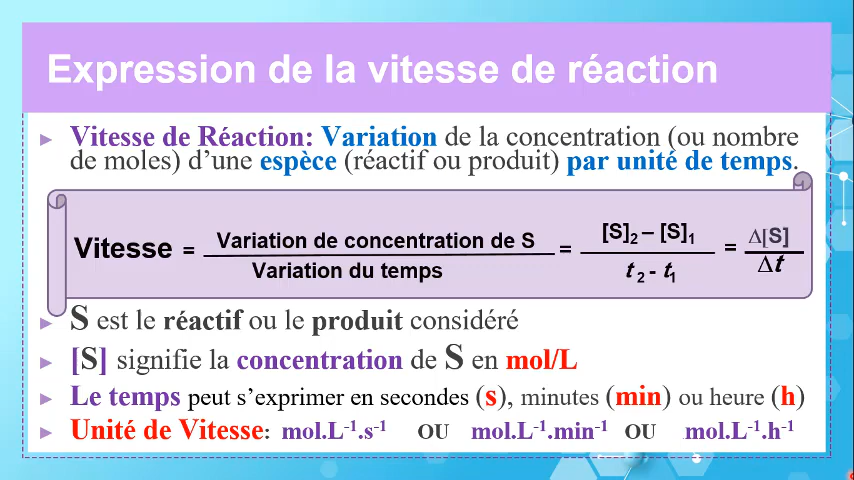 Expression de la vitesse de réaction
► Vitesse de Réaction: Variation de la concentration (ou nombre
de moles) d’une espèce (réactif ou produit) par unité de temps.
Vitesse = Variation de concentration de S / Variation du temps = [S]₂ – [S]₁ / t₂ - t₁ = Δ[S] / Δt
► S est le réactif ou le produit considéré
► [S] signifie la concentration de S en mol/L
► Le temps peut s’exprimer en secondes (s), minutes (min) ou heure (h)
► Unité de Vitesse: mol.L⁻¹.s⁻¹ OU mol.L⁻¹.min⁻¹ OU mol.L⁻¹.h⁻¹